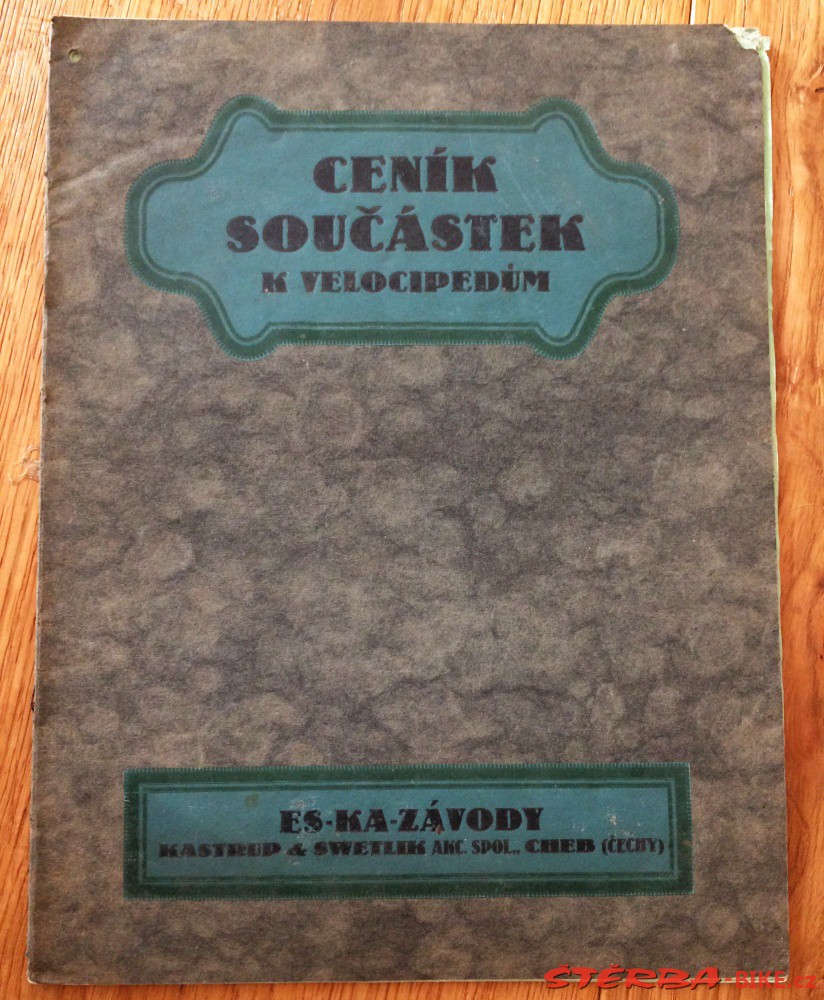 CENÍK
SOUČÁSTEK
K VELOCIPEDŮM
ES-KA-ZÁVODY
KASTRUP & SWETLIK AKC. SPOL., CHEB (ČECHY)
ŠTĚRBA-BIKE.cz